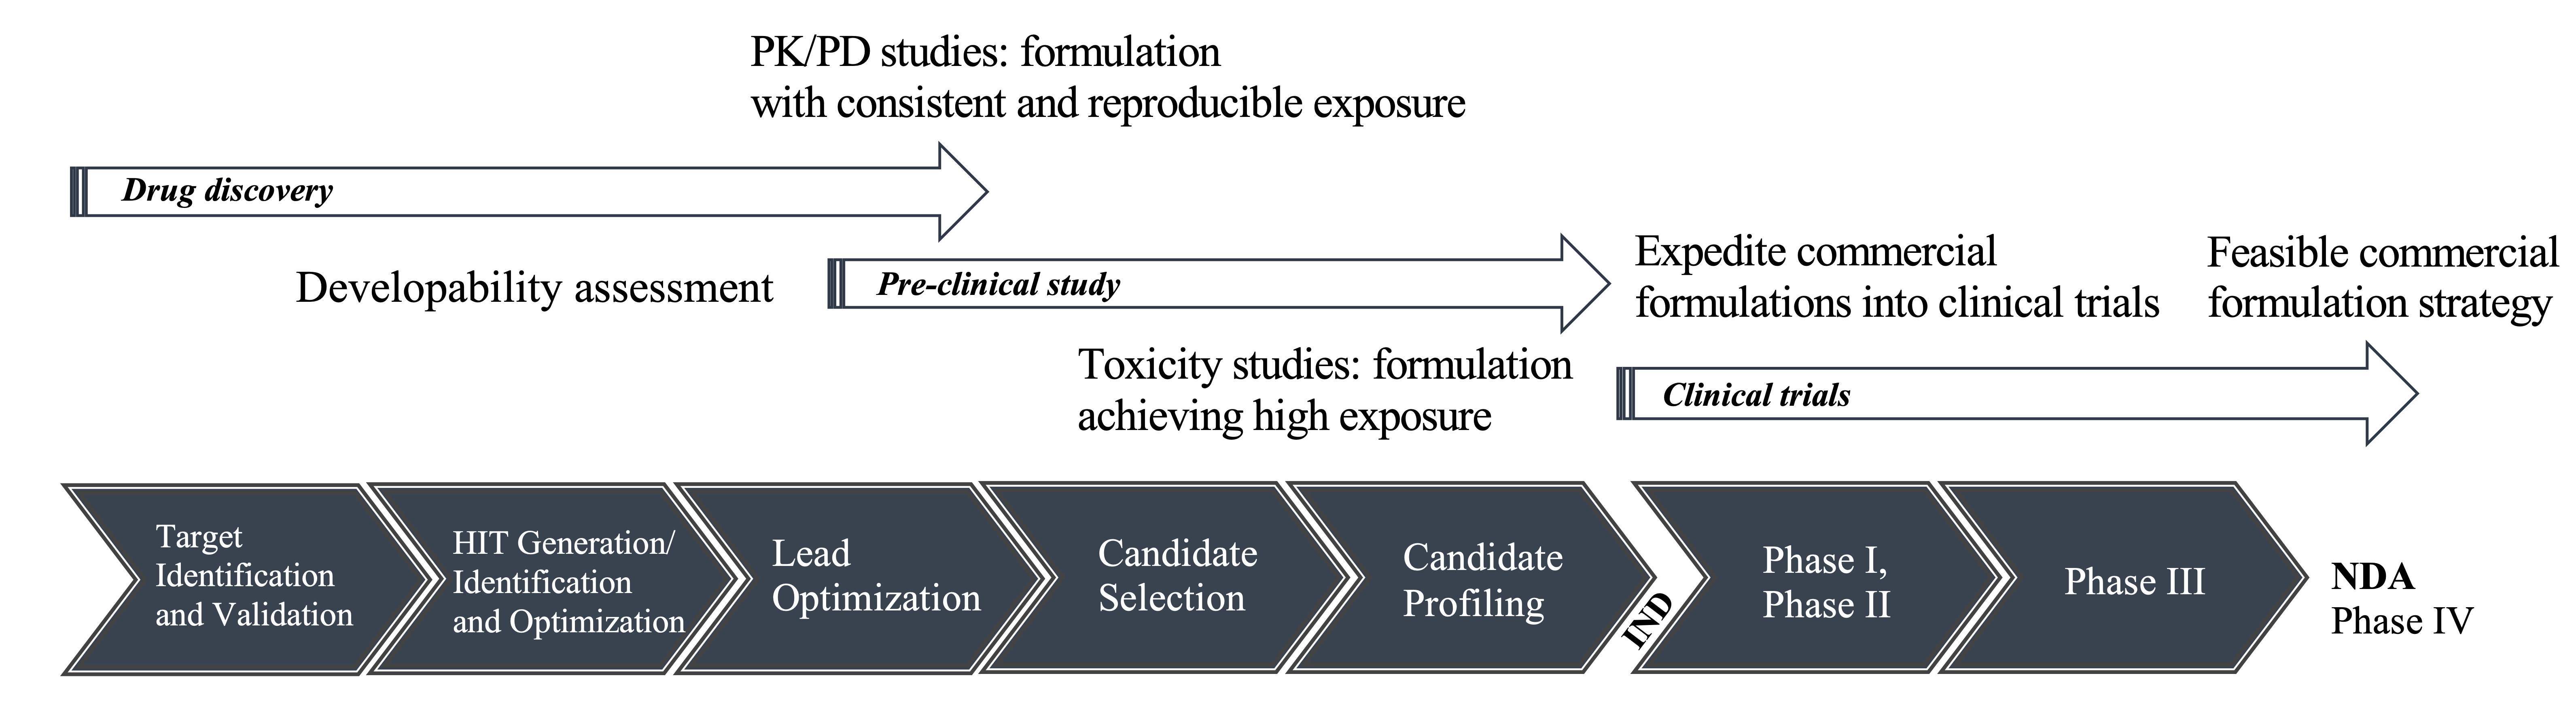 PK/PD studies: formulation
with consistent and reproducible exposure
Drug discovery
Developability assessment
Pre-clinical study
Expedite commercial
formulations into clinical trials
Feasible commercial
formulation strategy
Toxicity studies: formulation
achieving high exposure
Clinical trials
Target
Identification
and Validation
HIT Generation/
Identification
and Optimization
Lead
Optimization
Candidate
Selection
Candidate
Profiling
IND
Phase I,
Phase II
Phase III
NDA
Phase IV